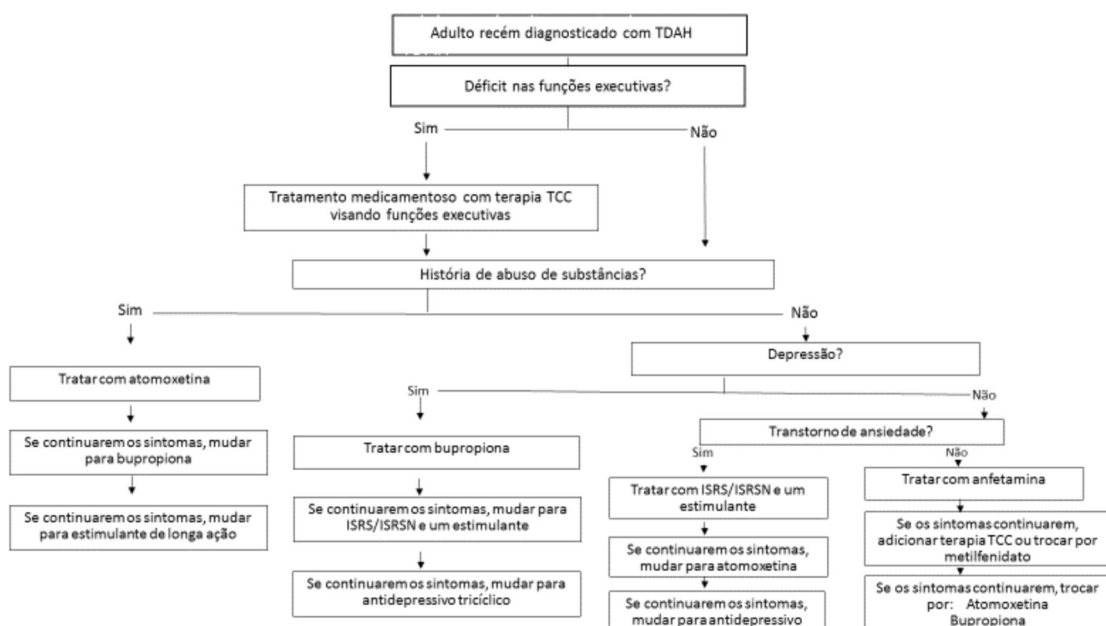 Adulto recém diagnosticado com TDAH
Déficit nas funções executivas?
Sim
Não
Tratamento medicamentoso com terapia TCC
visando funções executivas
História de abuso de substâncias?
Sim
Não
Depressão?
Tratar com atomoxetina
Sim
Não
Se continuarem os sintomas, mudar
para bupropiona
Tratar com bupropiona
Transtorno de ansiedade?
Sim
Não
Se continuarem os sintomas, mudar
para estimulante de longa ação
Se continuarem os sintomas, mudar para
ISRS/ISRSN e um estimulante
Se continuarem os sintomas, mudar para
antidepressivo tricíclico
Tratar com ISRS/ISRSN e um
estimulante
Se continuarem os sintomas,
mudar para atomoxetina
Se continuarem os sintomas,
mudar para antidepressivo
Tratar com anfetamina
Se os sintomas continuarem,
adicionar terapia TCC ou trocar por
metilfenidato
Se os sintomas continuarem, trocar
por: Atomoxetina
Bupropiona